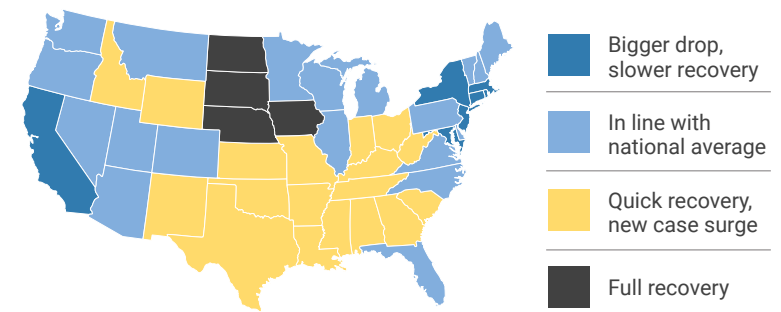 Bigger drop,
slower recovery
In line with
national average
Quick recovery,
new case surge
Full recovery